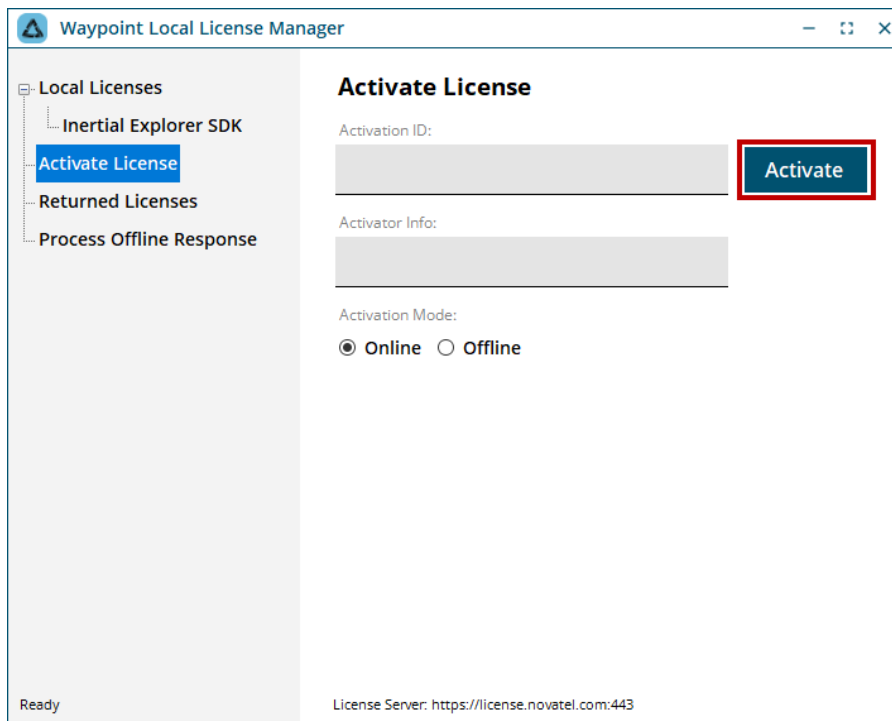 Waypoint Local License Manager
Local Licenses
Inertial Explorer SDK
Activate License
Returned Licenses
Process Offline Response
Activate License
Activation ID:
Activate
Activator Info:
Activation Mode:
Online Offline
Ready
License Server: https://license.novatel.com:443